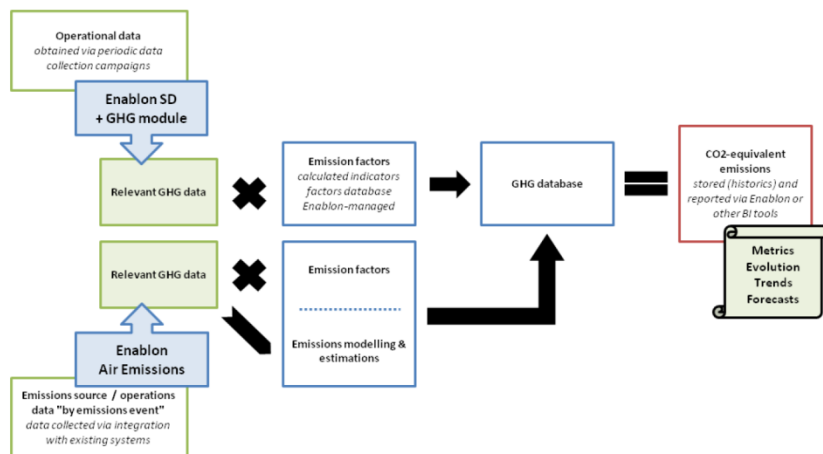 Operational data
obtained via periodic data
collection campaigns
Enablon SD
+ GHG module
Relevant GHG data
Emission factors
calculated indicators
factors database
Enablon-managed
GHG database
CO2-equivalent
emissions
stored (historics) and
reported via Enablon or
other BI tools
Metrics
Evolution
Trends
Forecasts
Relevant GHG data
Emission factors
Emissions modelling &
estimations
Enablon
Air Emissions
Emissions source / operations
data "by emissions event"
data collected via integration
with existing systems